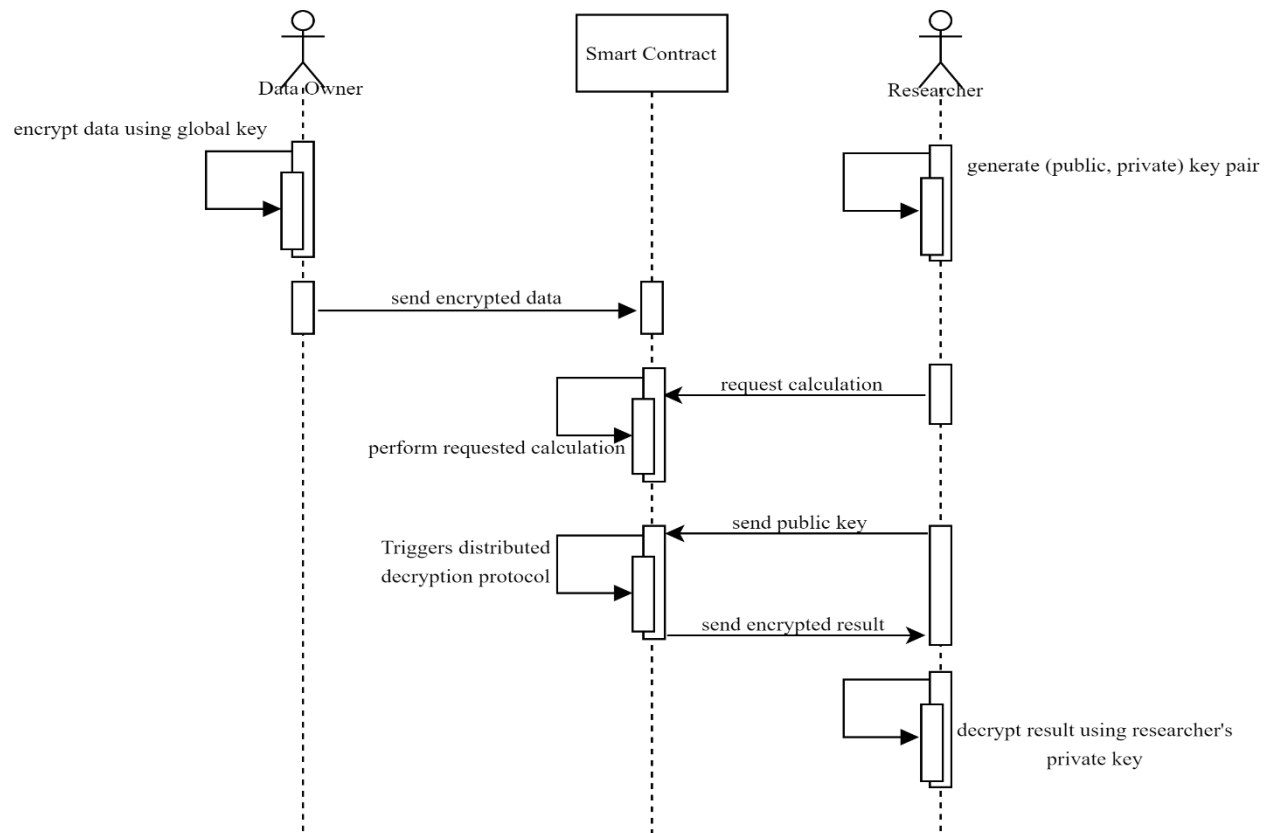 Smart Contract
Data Owner
Researcher
encrypt data using global key
generate (public, private) key pair
send encrypted data
request calculation
perform requested calculation
send public key
Triggers distributed
decryption protocol
send encrypted result
decrypt result using researcher's
private key